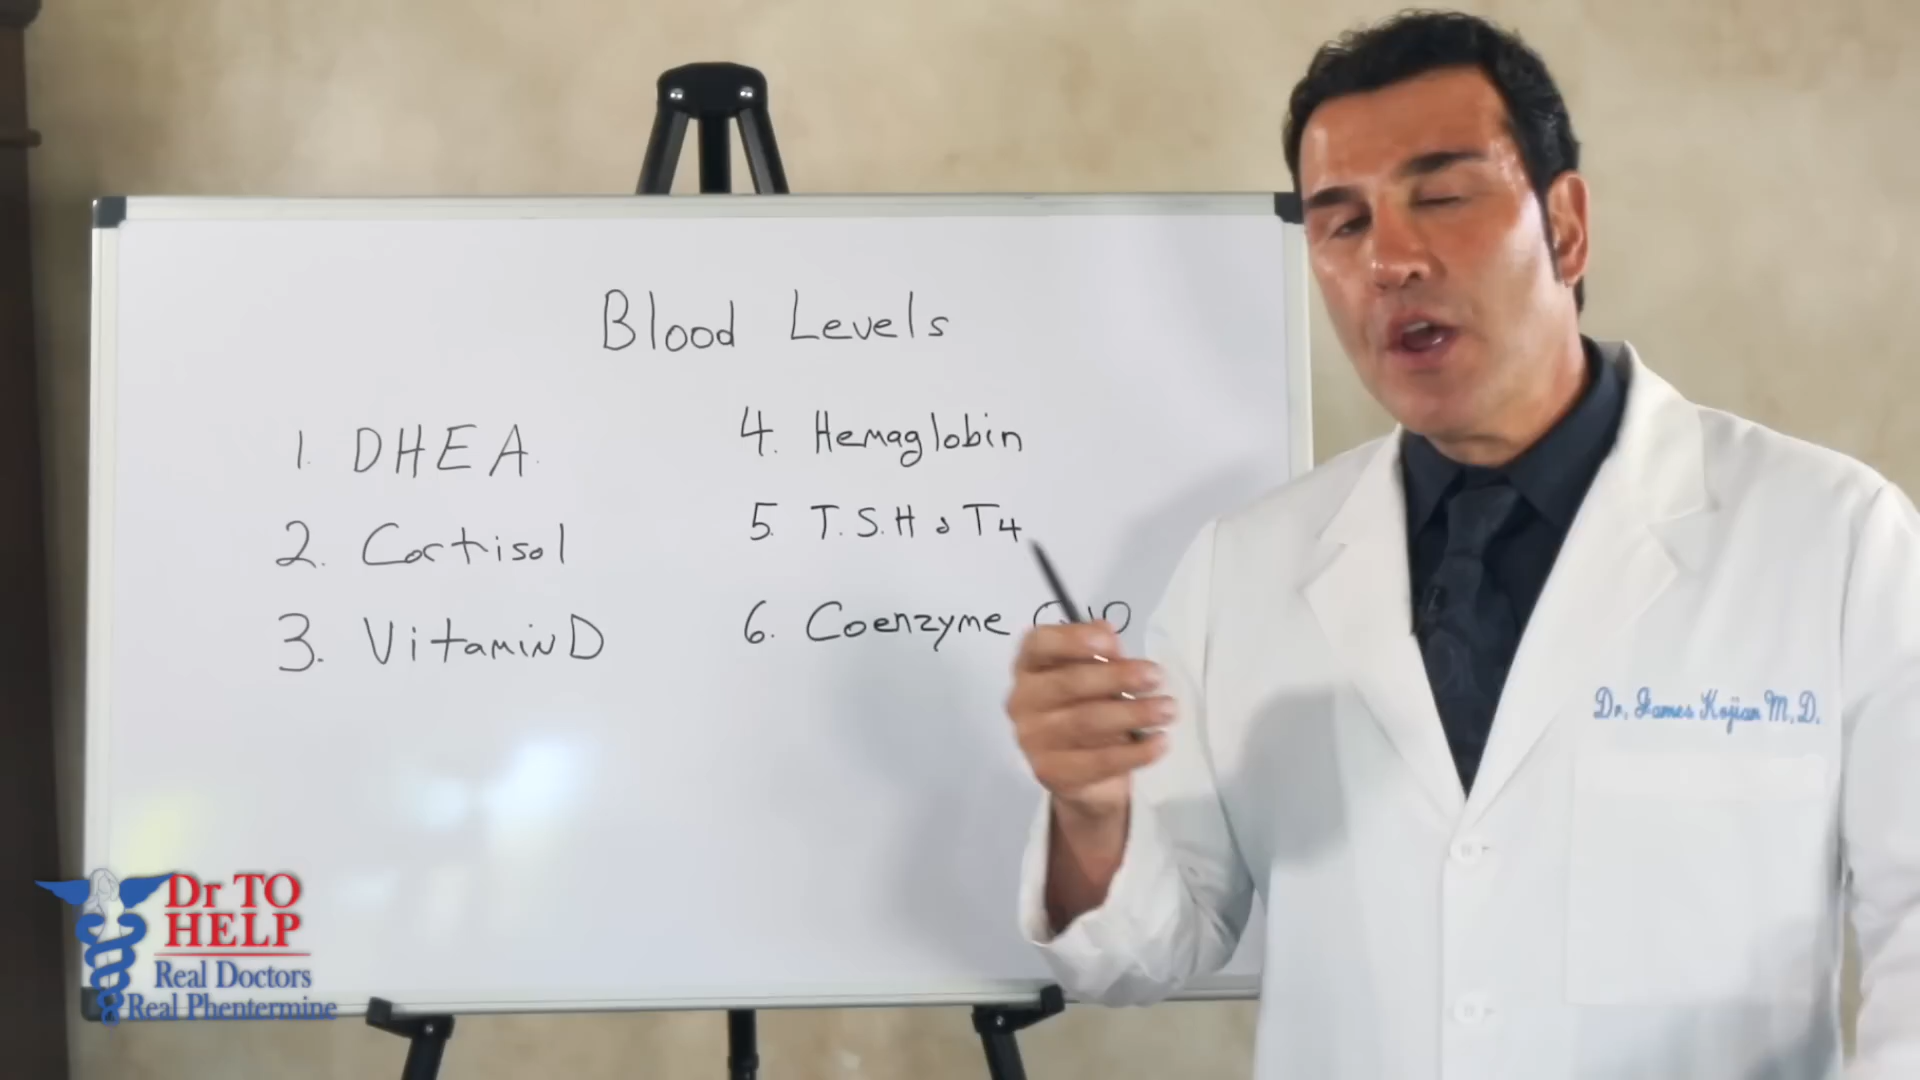 Blood Levels
1. DHEA
2. Cortisol
3. Vitamin D
4. Hemaglobin
5. T.S.H & T4
6. Coenzyme
Dr. James Kojian M.D.
Dr TO
HELP
Real Doctors
Real Phentermine